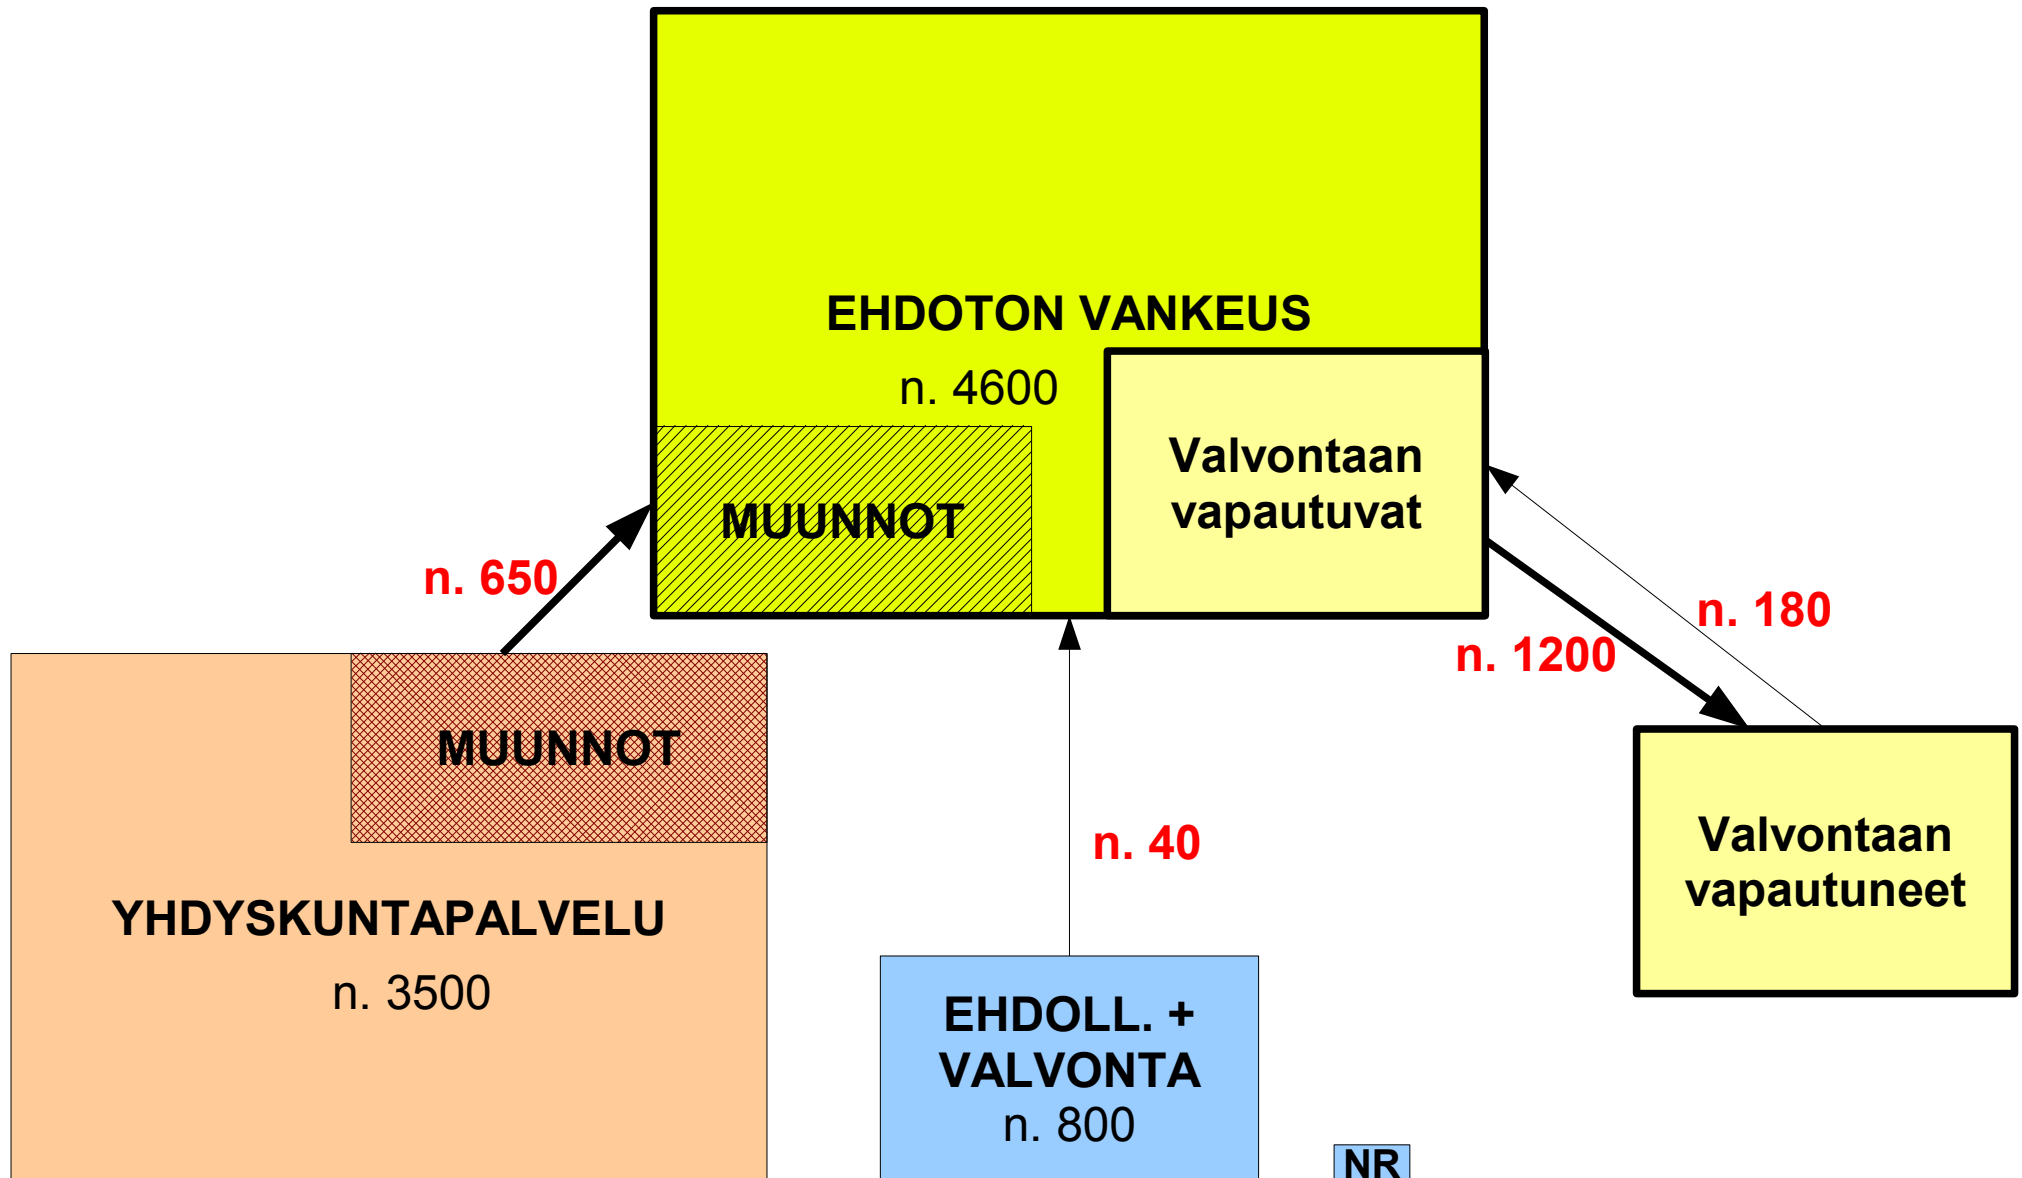 EHDOTON VANKEUS
n. 4600
Valvontaan
vapautuvat
MUUNNOT
n. 650
n. 180
n. 1200
MUUNNOT
n. 40
Valvontaan
vapautuneet
YHDYSKUNTAPALVELU
n. 3500
EHDOLL. +
VALVONTA
n. 800
NR